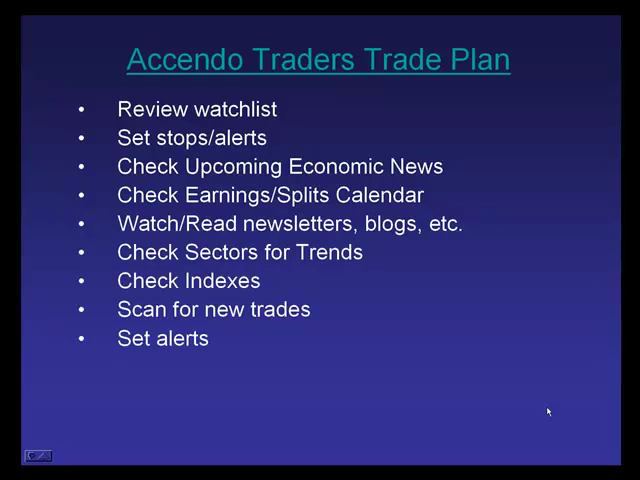 Accendo Traders Trade Plan
• Review watchlist
• Set stops/alerts
• Check Upcoming Economic News
• Check Earnings/Splits Calendar
• Watch/Read newsletters, blogs, etc.
• Check Sectors for Trends
• Check Indexes
• Scan for new trades
• Set alerts